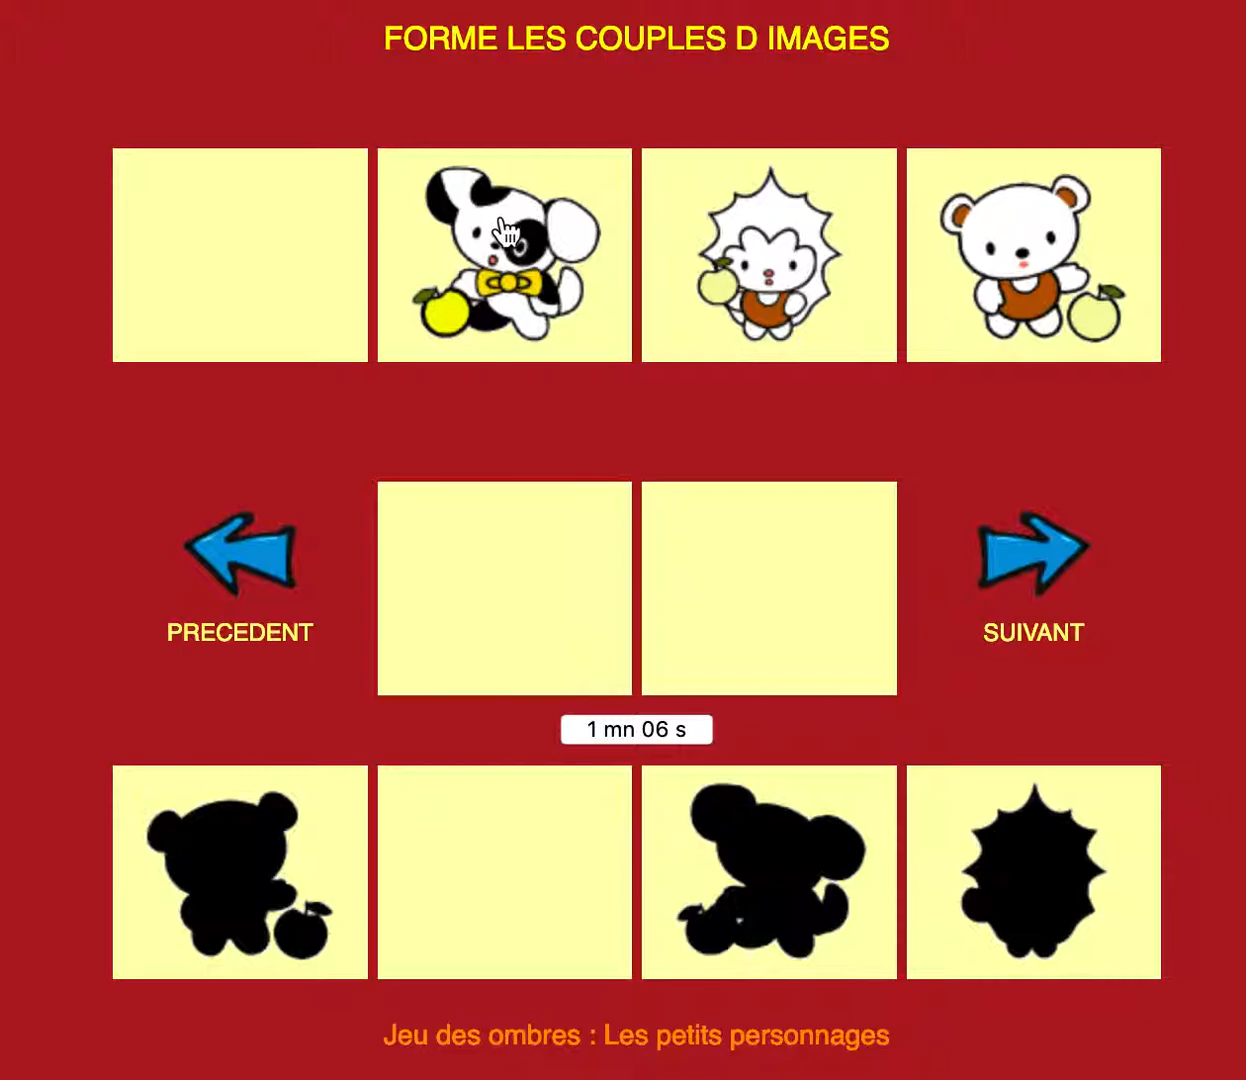 FORME LES COUPLES D IMAGES
PRECEDENT
SUIVANT
1 mn 06 s
Jeu des ombres : Les petits personnages